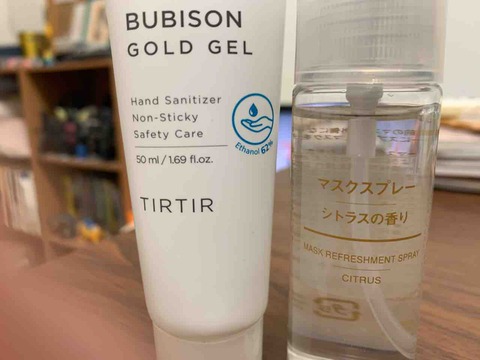 BUBISON
GOLD GEL
Hand Sanitizer
Non-Sticky
Safety Care
50 ml / 1.69 fl.oz.
Ethanol 62%
TIRTIR
マスクスプレー
シトラスの香り
MASK REFRESHMENT SPRAY
CITRUS